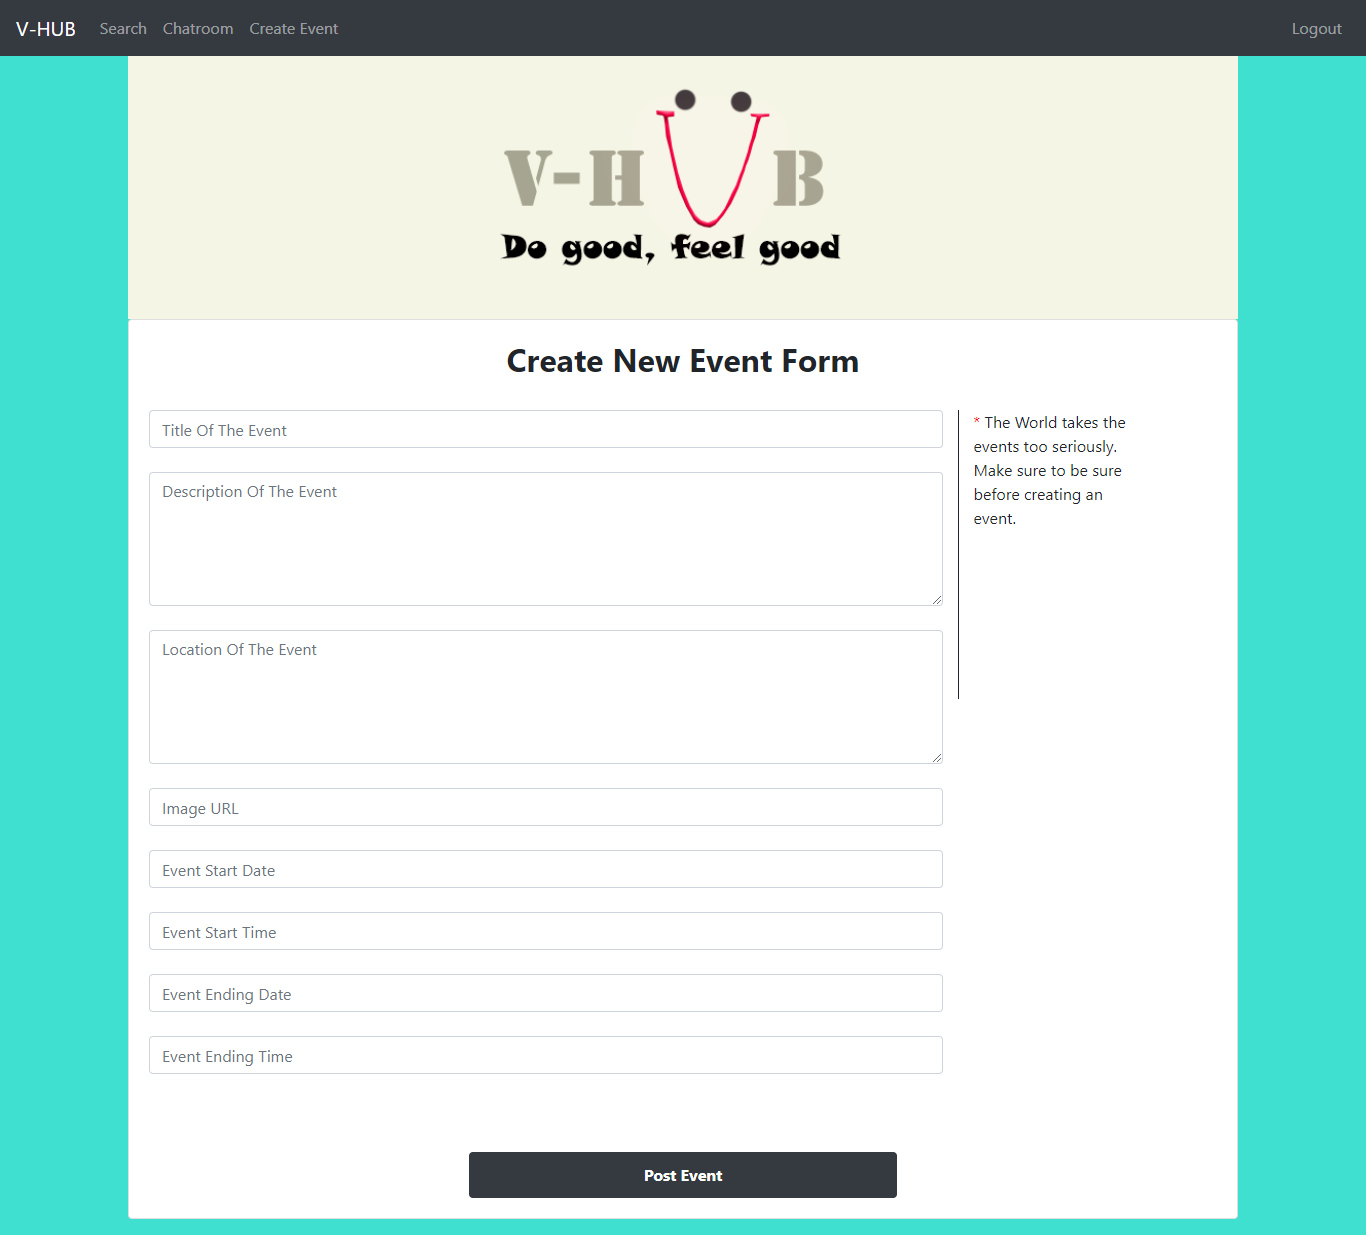 V-HUB Search Chatroom Create Event Logout
V-HUB
Do good, feel good
Create New Event Form
Title Of The Event
Description Of The Event
Location Of The Event
Image URL
Event Start Date
Event Start Time
Event Ending Date
Event Ending Time
* The World takes the
events too seriously.
Make sure to be sure
before creating an
event.
Post Event